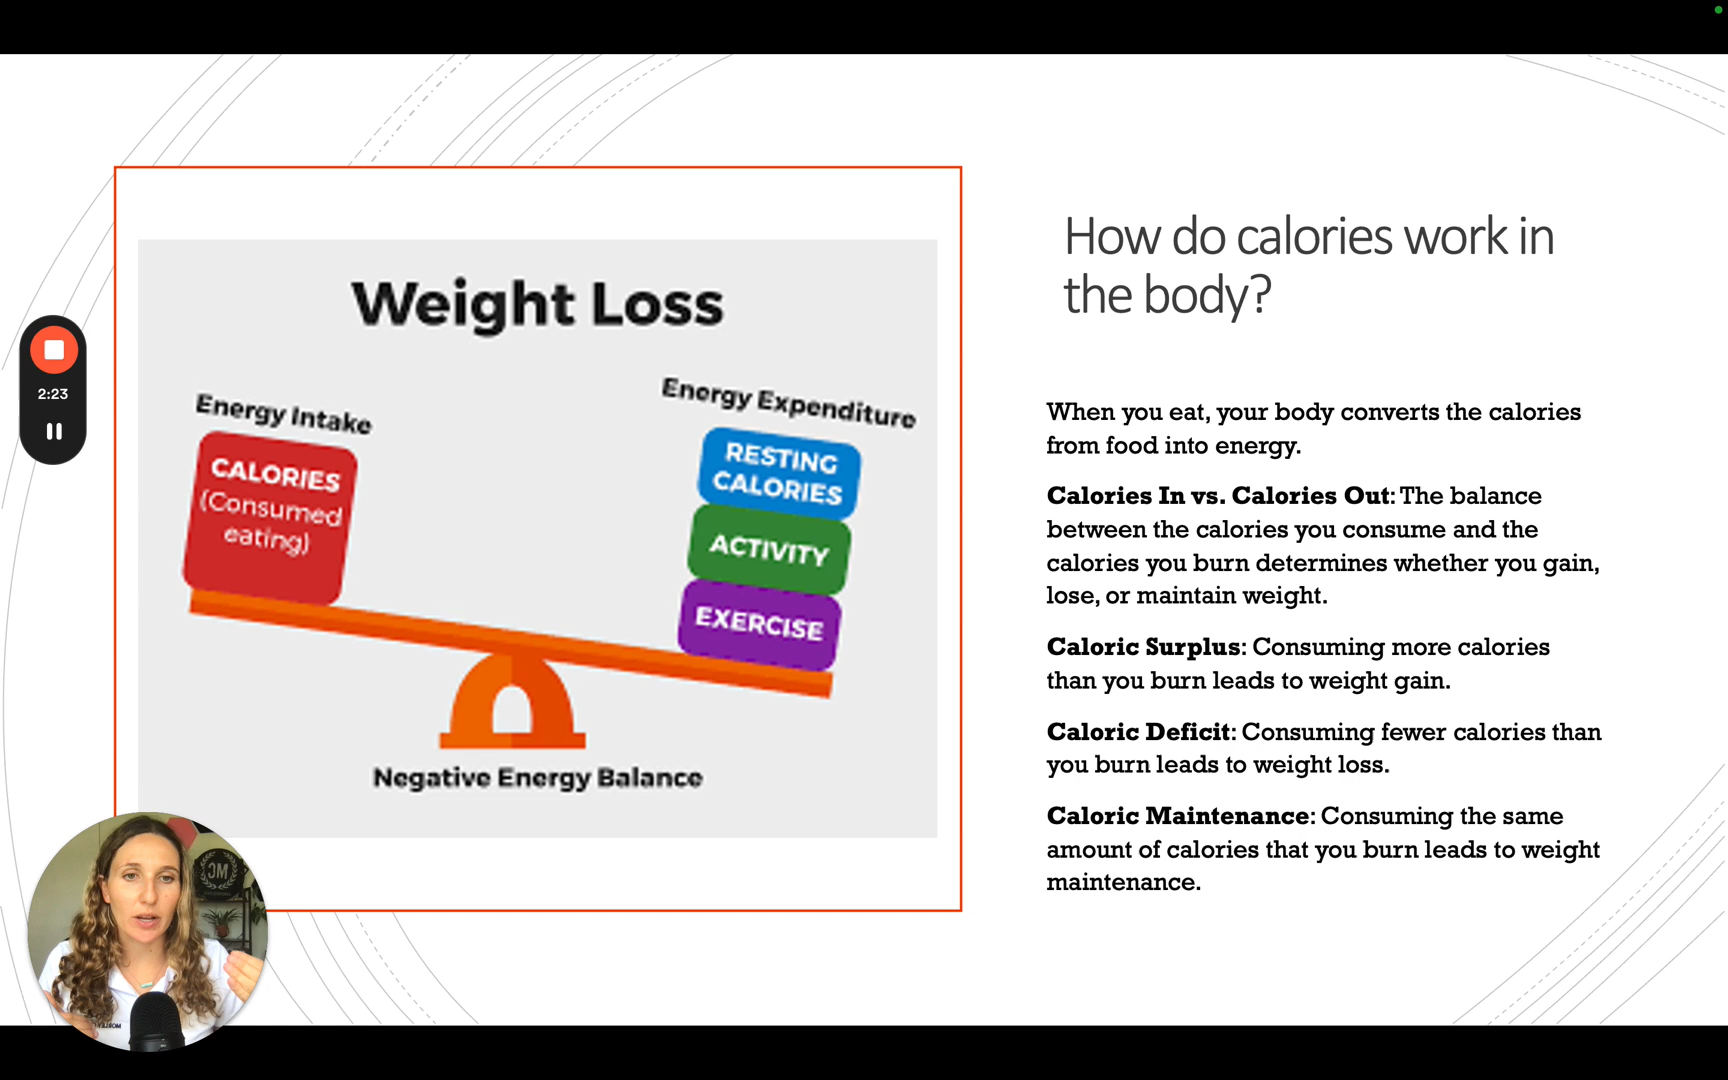 How do calories work in
the body?
Weight Loss
Energy Intake
CALORIES
(Consumed
eating)
Energy Expenditure
RESTING
CALORIES
ACTIVITY
EXERCISE
Negative Energy Balance
When you eat, your body converts the calories
from food into energy.
Calories In vs. Calories Out: The balance
between the calories you consume and the
calories you burn determines whether you gain,
lose, or maintain weight.
Caloric Surplus: Consuming more calories
than you burn leads to weight gain.
Caloric Deficit: Consuming fewer calories than
you burn leads to weight loss.
Caloric Maintenance: Consuming the same
amount of calories that you burn leads to weight
maintenance.
2:23
JM